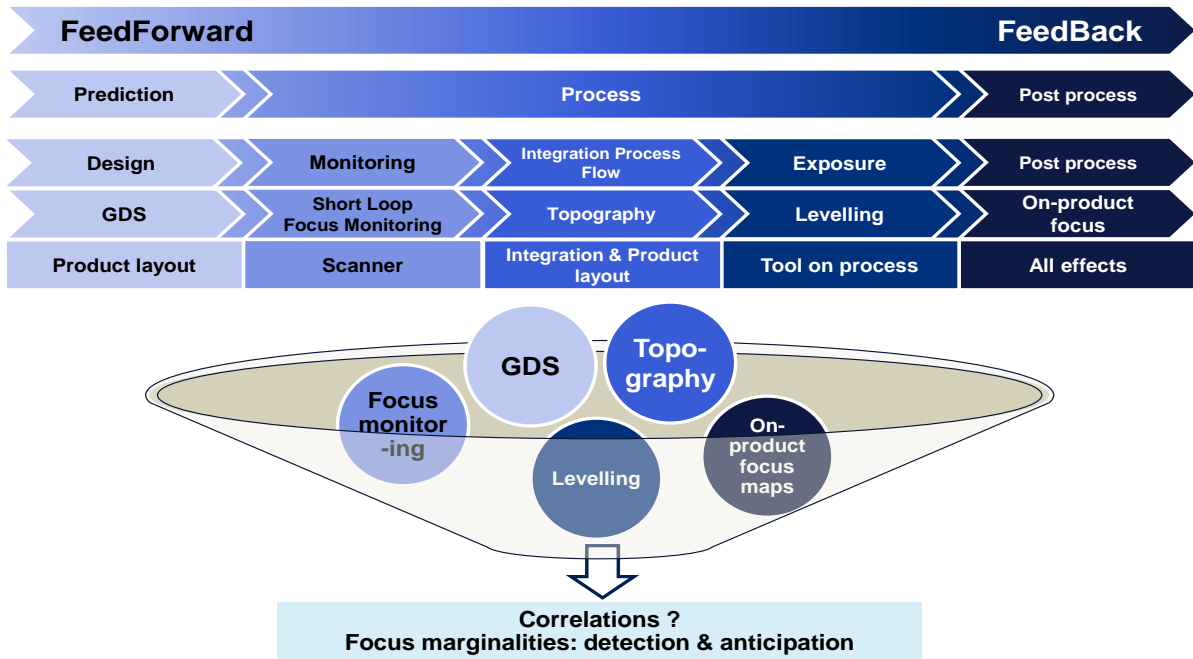 FeedForward FeedBack
Prediction Process Post process
Design Monitoring Integration Process
Flow Exposure Post process
GDS Short Loop
Focus Monitoring Topography Levelling On-product
focus
Product layout Scanner Integration & Product
layout Tool on process All effects
GDS
Topo-
graphy
Focus
monitor
-ing
Levelling
On-
product
focus
maps
Correlations ?
Focus marginalities: detection & anticipation